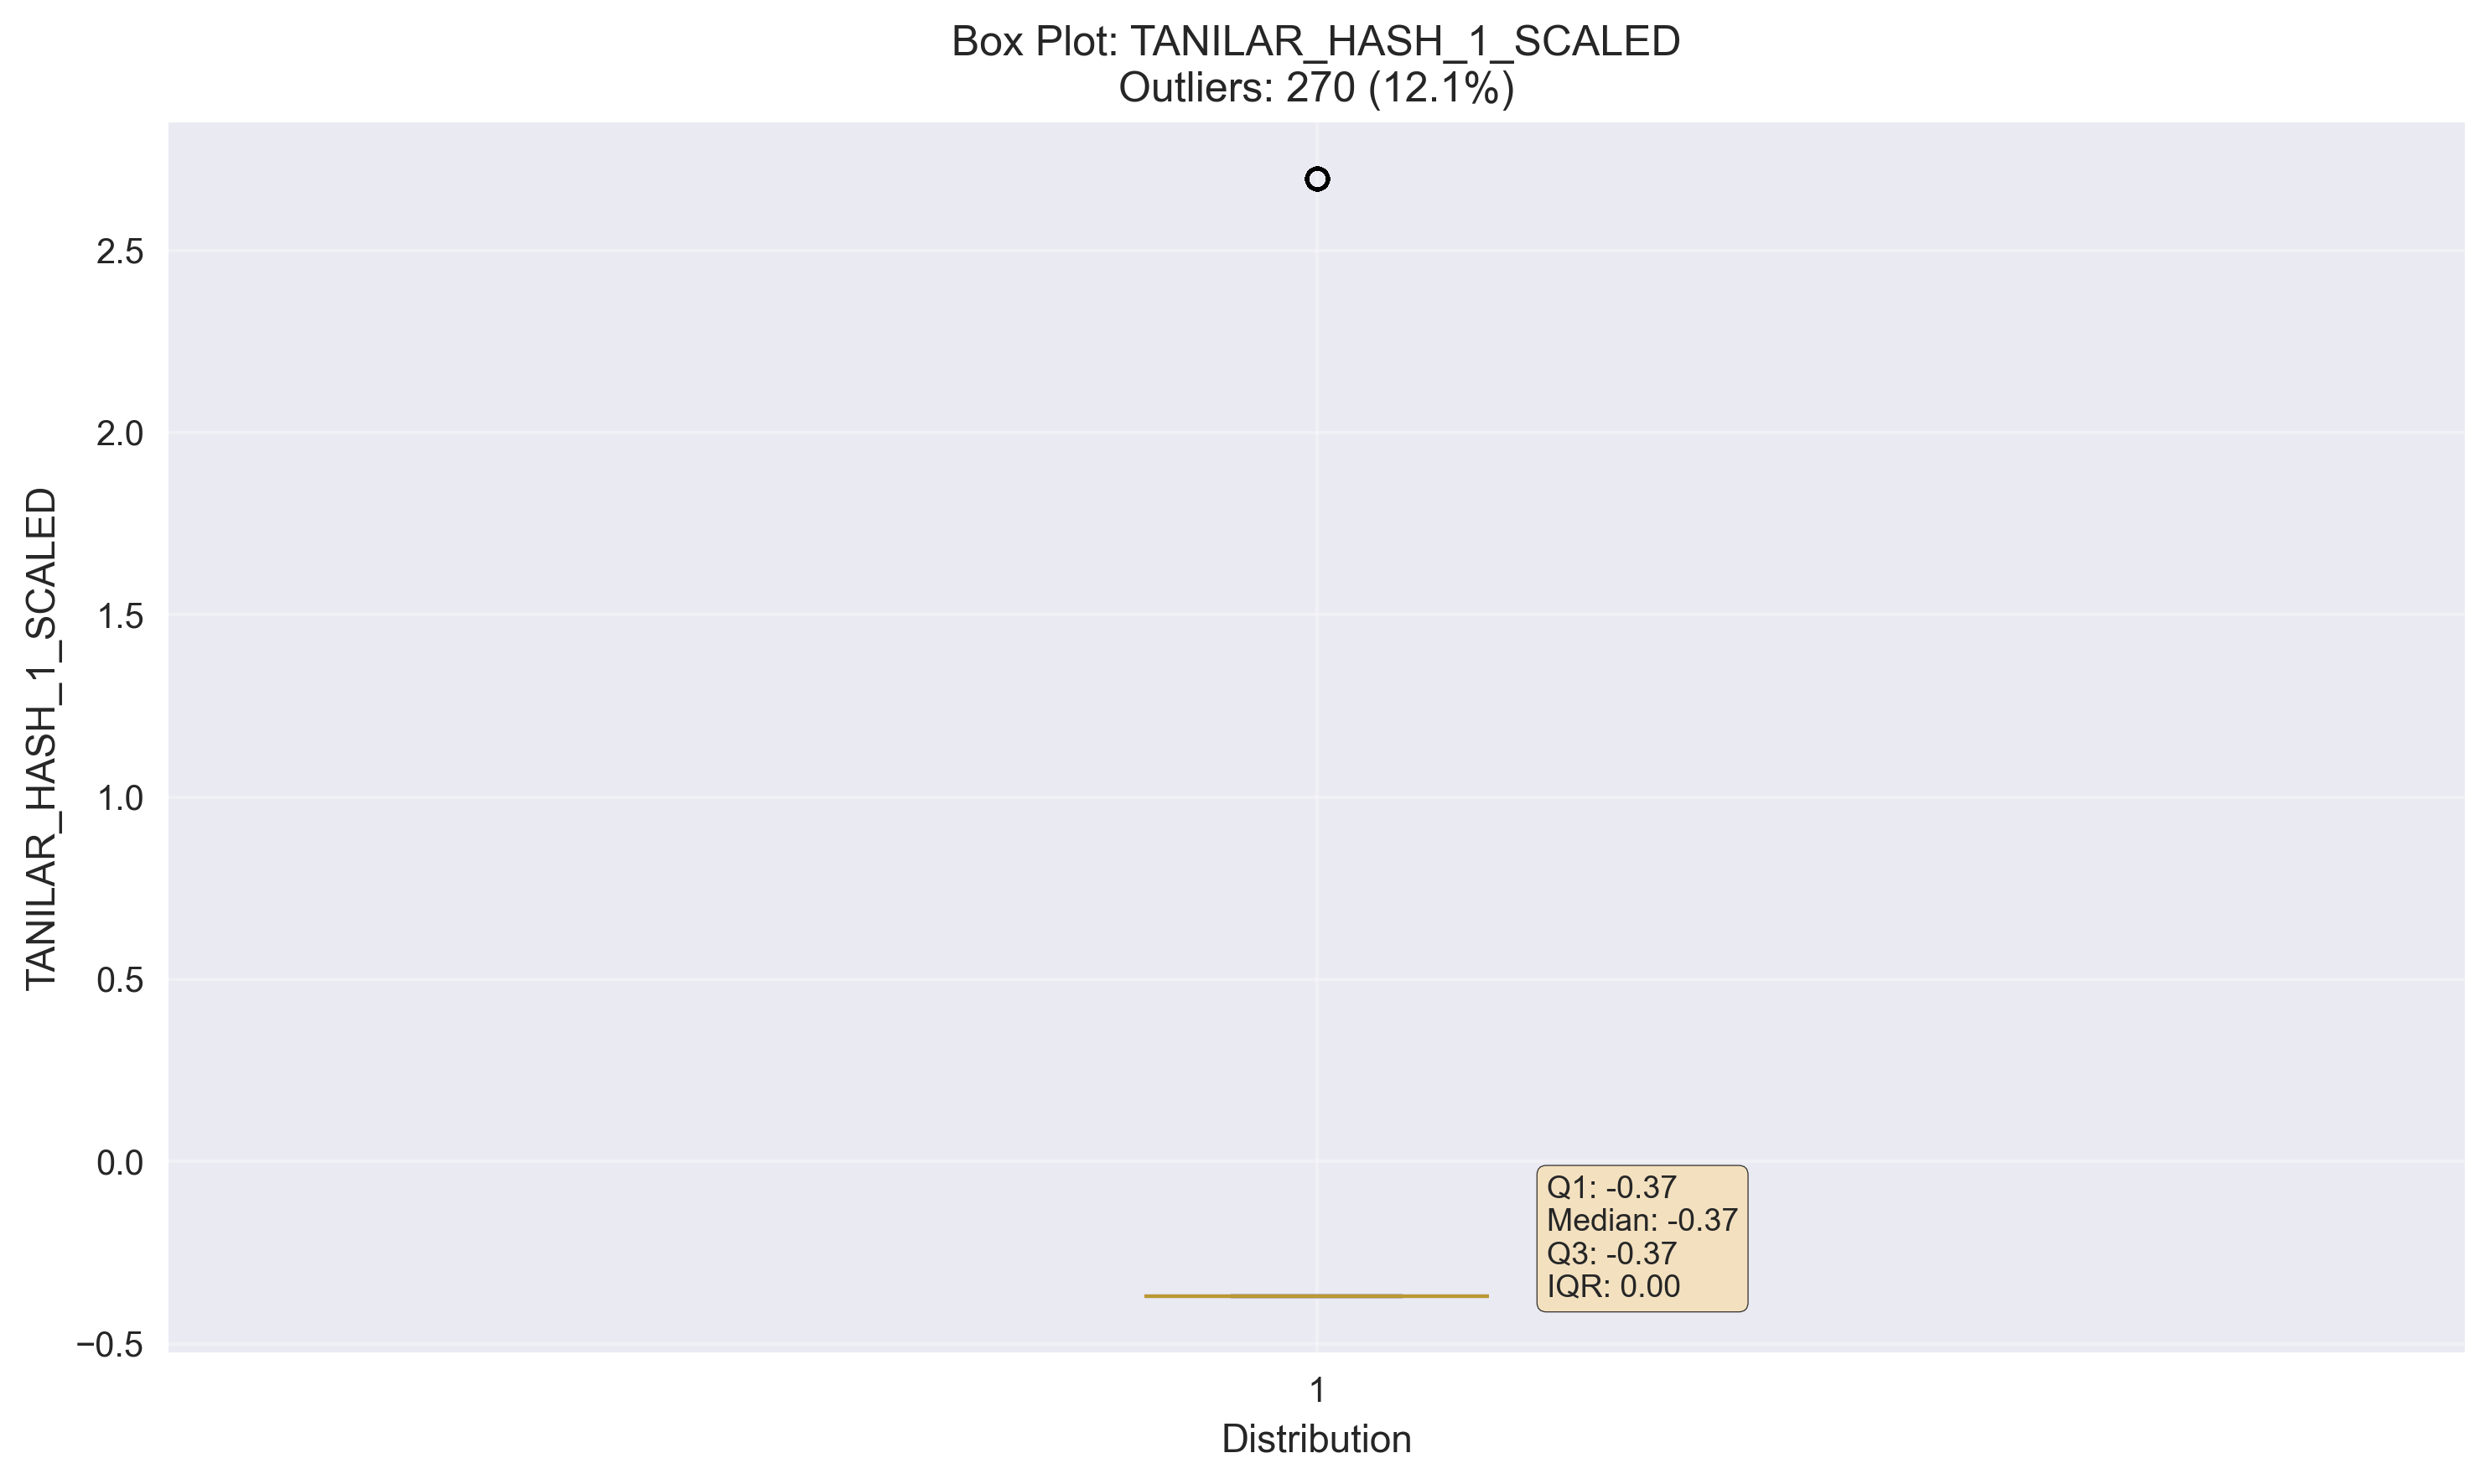 Box Plot: TANILAR_HASH_1_SCALED
Outliers: 270 (12.1%)
TANILAR_HASH_1_SCALED
2.5
2.0
1.5
1.0
0.5
0.0
−0.5
Q1: -0.37
Median: -0.37
Q3: -0.37
IQR: 0.00
1
Distribution